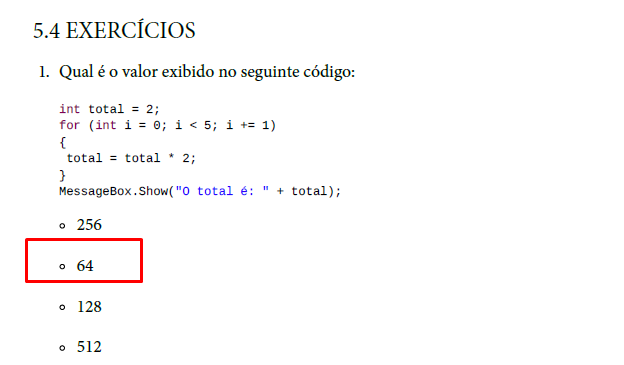 5.4 EXERCÍCIOS
1. Qual é o valor exibido no seguinte código:
int total = 2;
for (int i = 0; i < 5; i += 1)
{
total = total * 2;
}
MessageBox.Show("O total é: " + total);
256
64
128
512